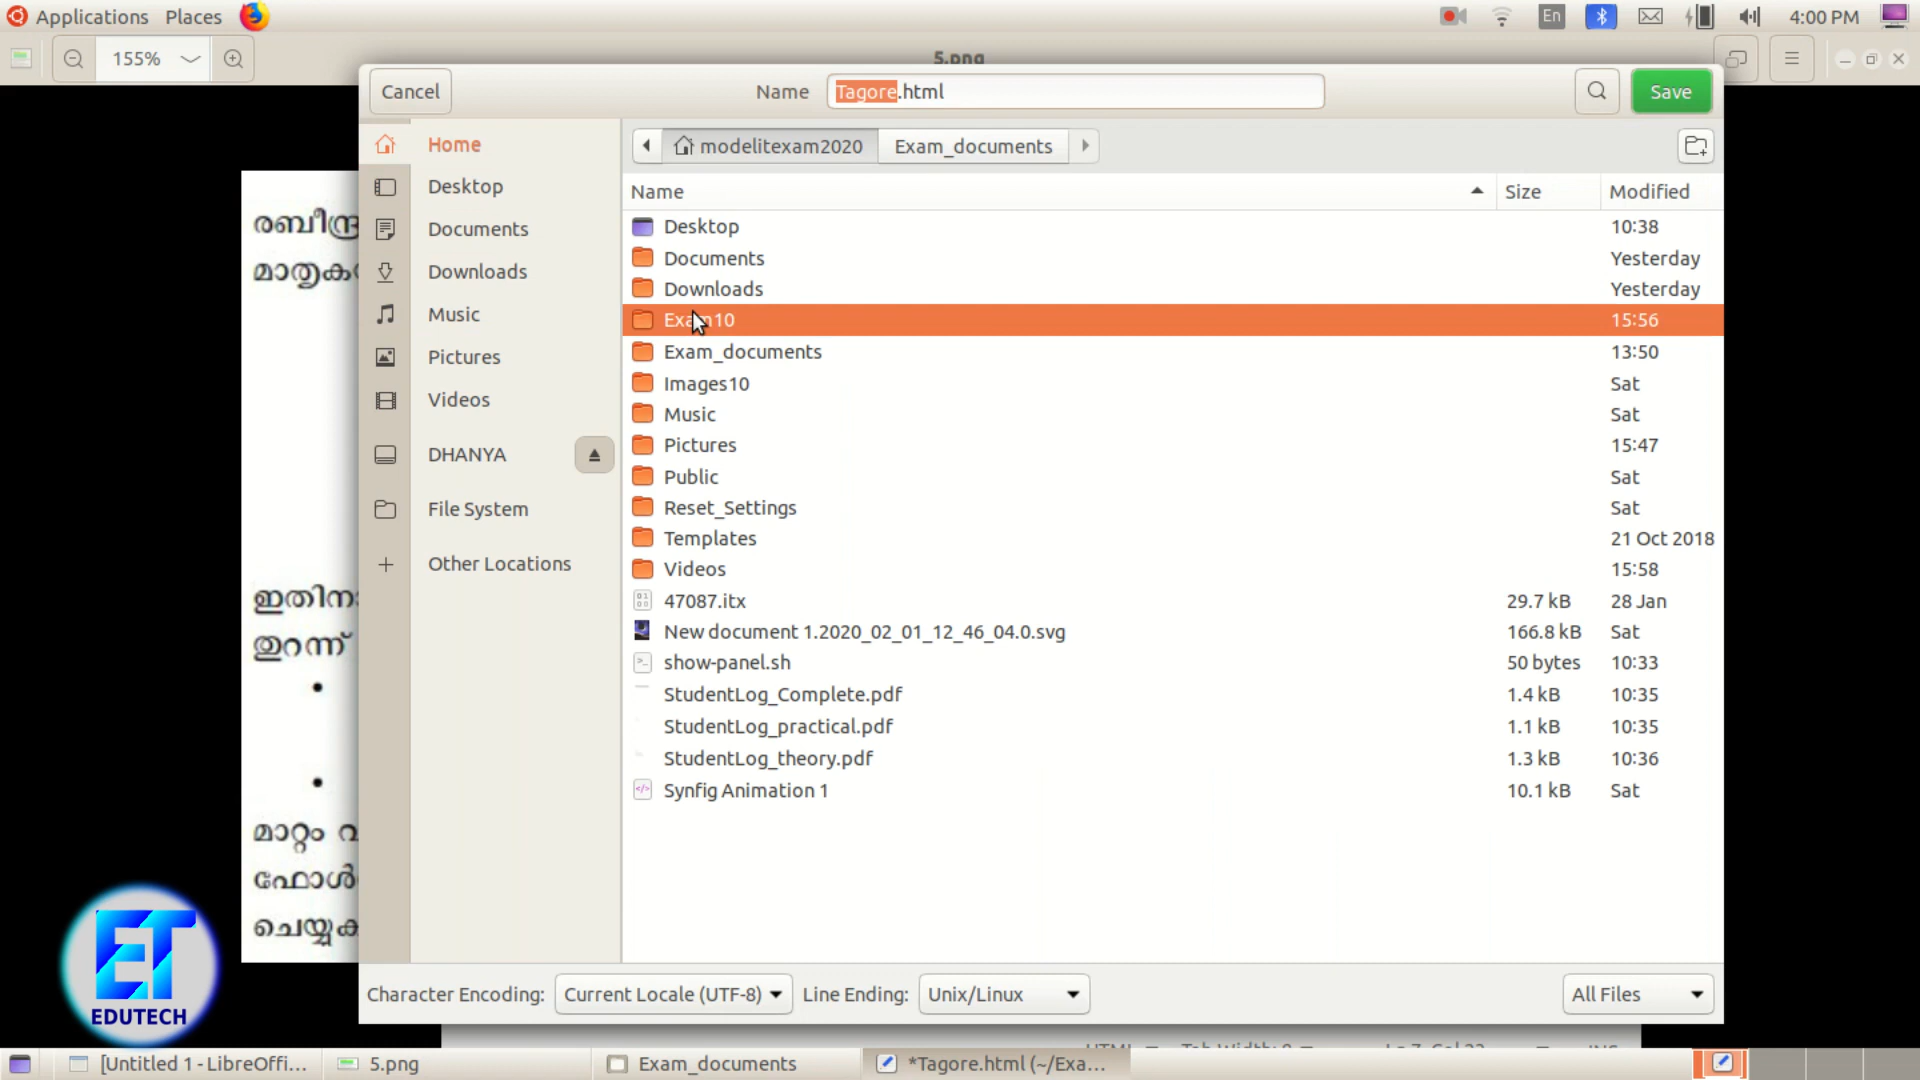 Applications Places En 4:00 PM
155% 5.png
Cancel Name Tagore.html Save
Home modelitexam2020 Exam_documents
Desktop
Documents
Downloads
Music
Pictures
Videos
DHANYA
File System
Other Locations
Name Size Modified
Desktop 10:38
Documents Yesterday
Downloads Yesterday
Exam10 15:56
Exam_documents 13:50
Images10 Sat
Music Sat
Pictures 15:47
Public Sat
Reset_Settings Sat
Templates 21 Oct 2018
Videos 15:58
47087.itx 29.7 kB 28 Jan
New document 1.2020_02_01_12_46_04.0.svg 166.8 kB Sat
show-panel.sh 50 bytes 10:33
StudentLog_Complete.pdf 1.4 kB 10:35
StudentLog_practical.pdf 1.1 kB 10:35
StudentLog_theory.pdf 1.3 kB 10:36
Synfig Animation 1 10.1 kB Sat
തുറന്ന്
മാറ്റം
ET
EDUTECH
Character Encoding: Current Locale (UTF-8) Line Ending: Unix/Linux All Files
[Untitled 1 - LibreOffi... 5.png Exam_documents *Tagore.html (~/Exa...